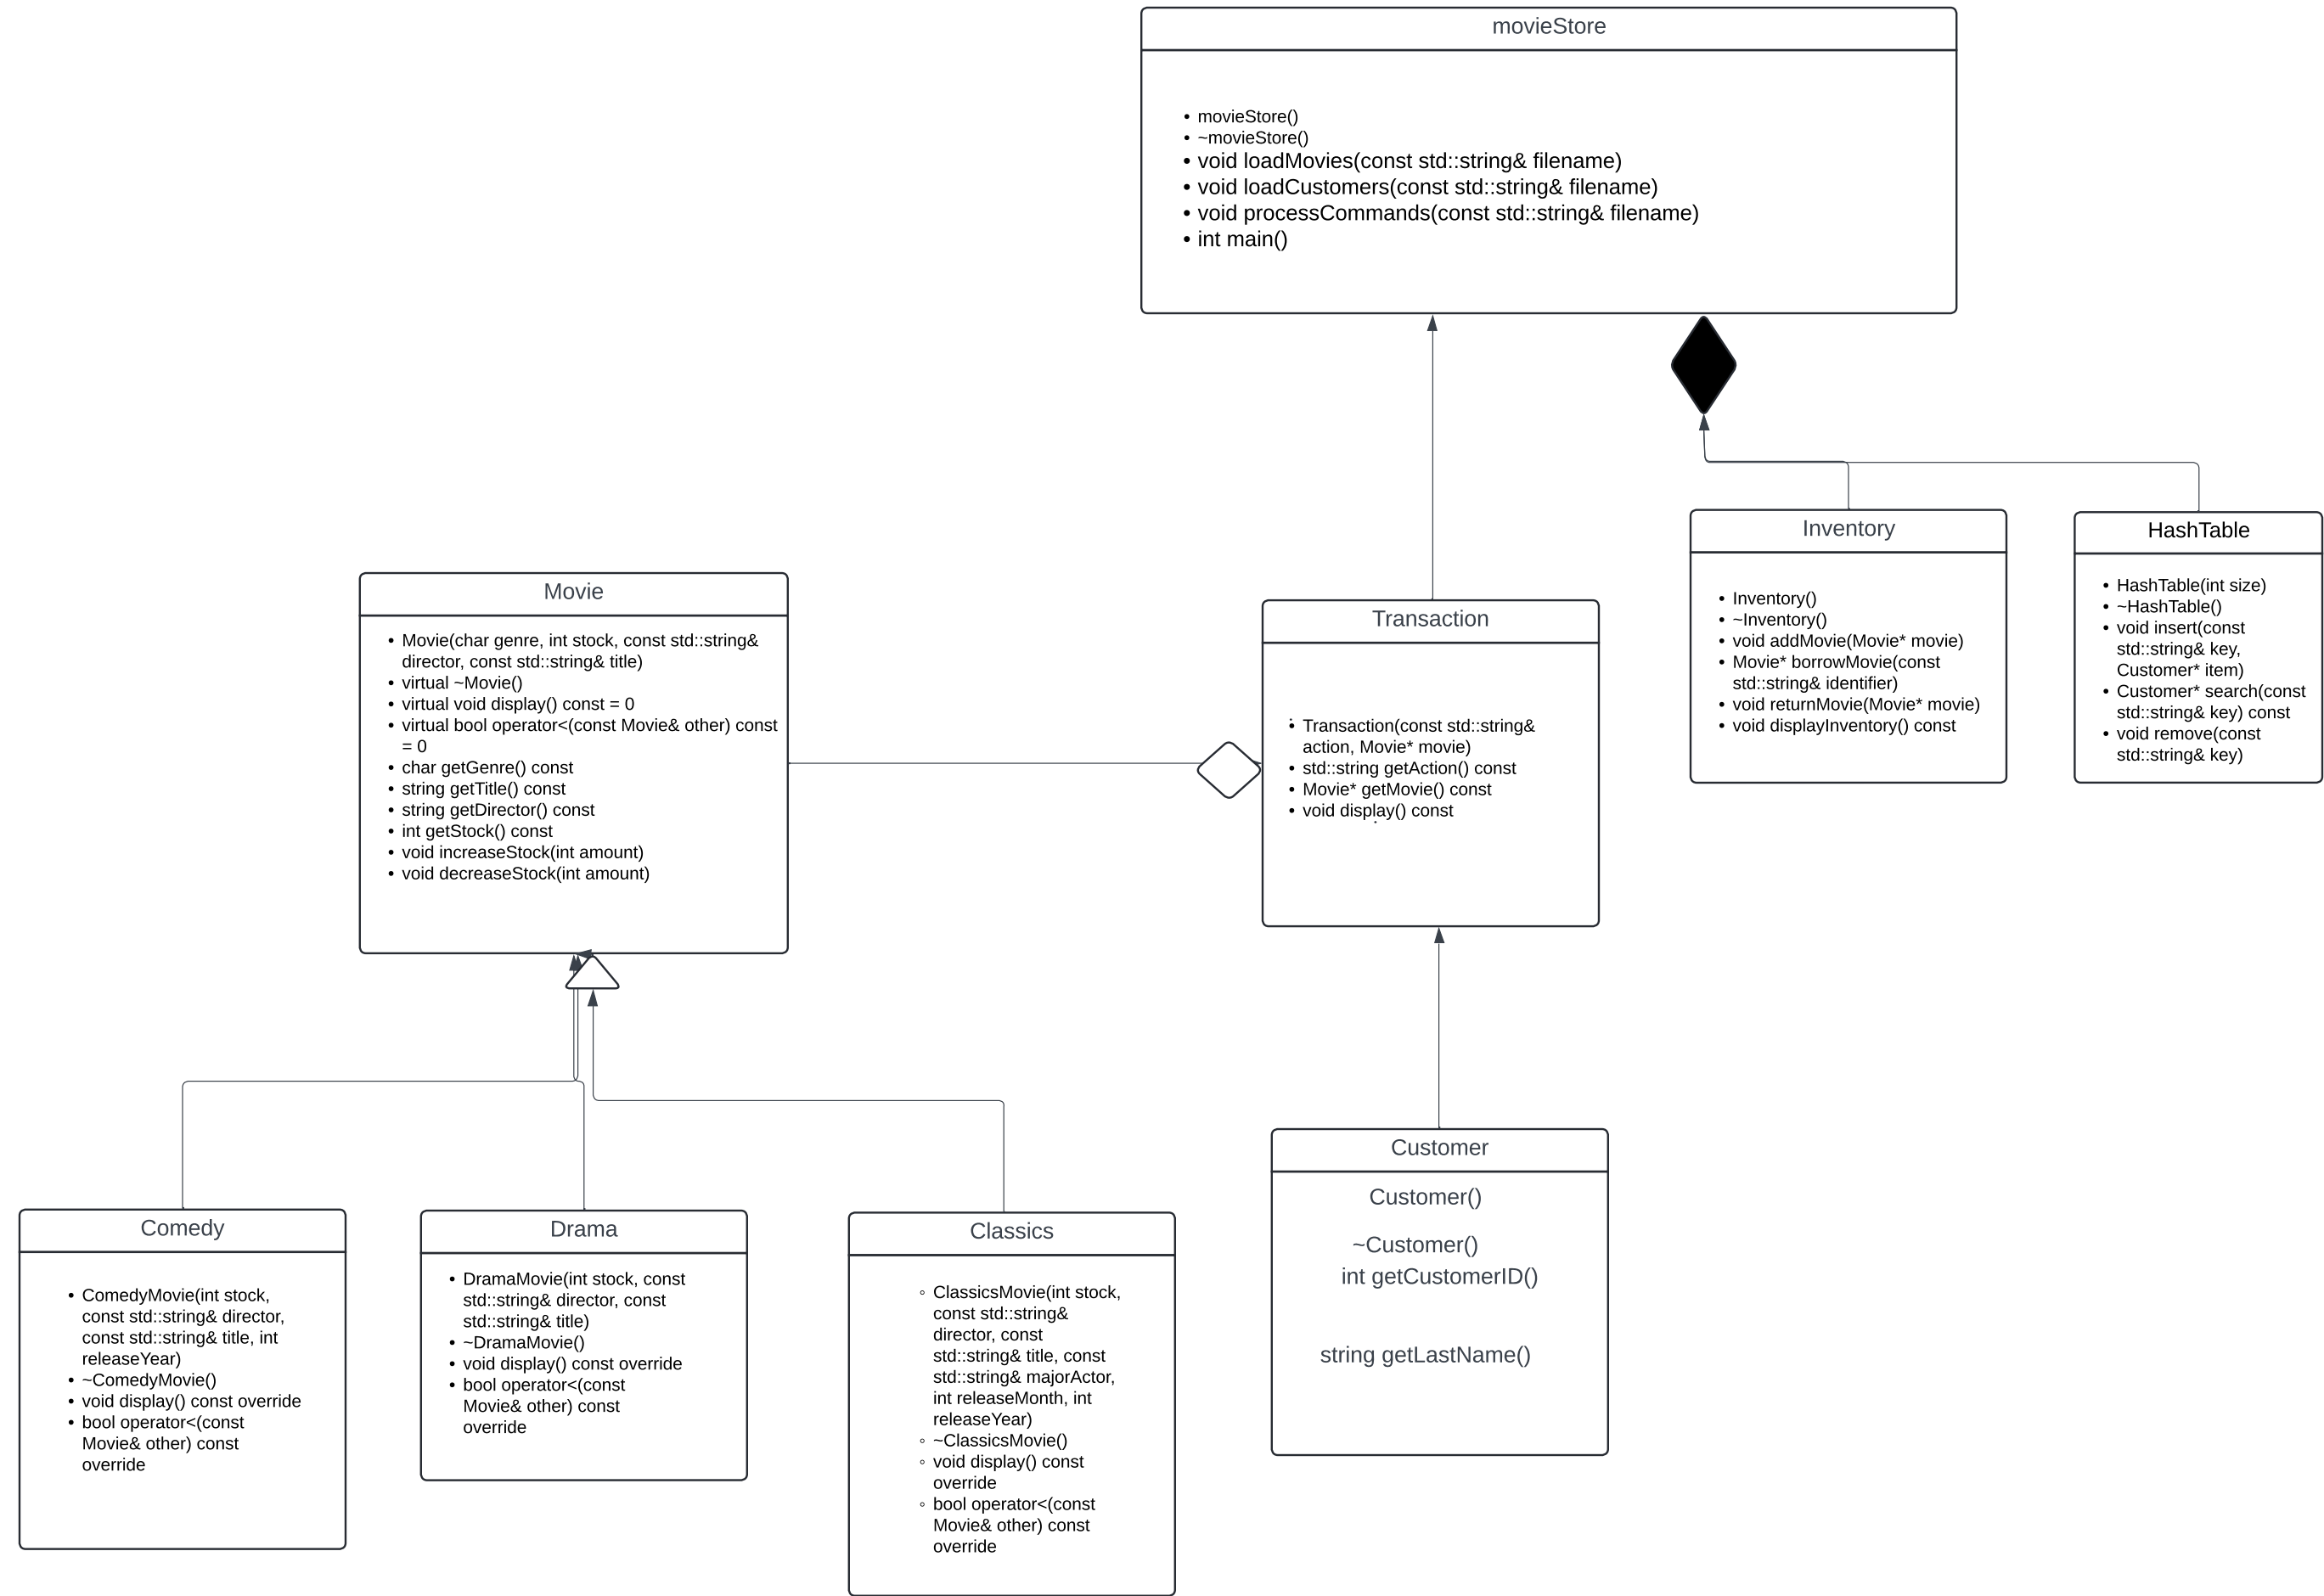 movieStore
• movieStore()
• ~movieStore()
• void loadMovies(const std::string& filename)
• void loadCustomers(const std::string& filename)
• void processCommands(const std::string& filename)
• int main()
Inventory
• Inventory()
• ~Inventory()
• void addMovie(Movie* movie)
• Movie* borrowMovie(const
std::string& identifier)
• void returnMovie(Movie* movie)
• void displayInventory() const
HashTable
• HashTable(int size)
• ~HashTable()
• void insert(const
std::string& key,
Customer* item)
• Customer* search(const
std::string& key) const
• void remove(const
std::string& key)
Movie
• Movie(char genre, int stock, const std::string&
director, const std::string& title)
• virtual ~Movie()
• virtual void display() const = 0
• virtual bool operator<(const Movie& other) const
= 0
• char getGenre() const
• string getTitle() const
• string getDirector() const
• int getStock() const
• void increaseStock(int amount)
• void decreaseStock(int amount)
Transaction
• Transaction(const std::string&
action, Movie* movie)
• std::string getAction() const
• Movie* getMovie() const
• void display() const
Customer
Customer()
~Customer()
int getCustomerID()
string getLastName()
Comedy
• ComedyMovie(int stock,
const std::string& director,
const std::string& title, int
releaseYear)
• ~ComedyMovie()
• void display() const override
• bool operator<(const
Movie& other) const
override
Drama
• DramaMovie(int stock, const
std::string& director, const
std::string& title)
• ~DramaMovie()
• void display() const override
• bool operator<(const
Movie& other) const
override
Classics
◦ ClassicsMovie(int stock,
const std::string&
director, const
std::string& title, const
std::string& majorActor,
int releaseMonth, int
releaseYear)
◦ ~ClassicsMovie()
◦ void display() const
override
◦ bool operator<(const
Movie& other) const
override